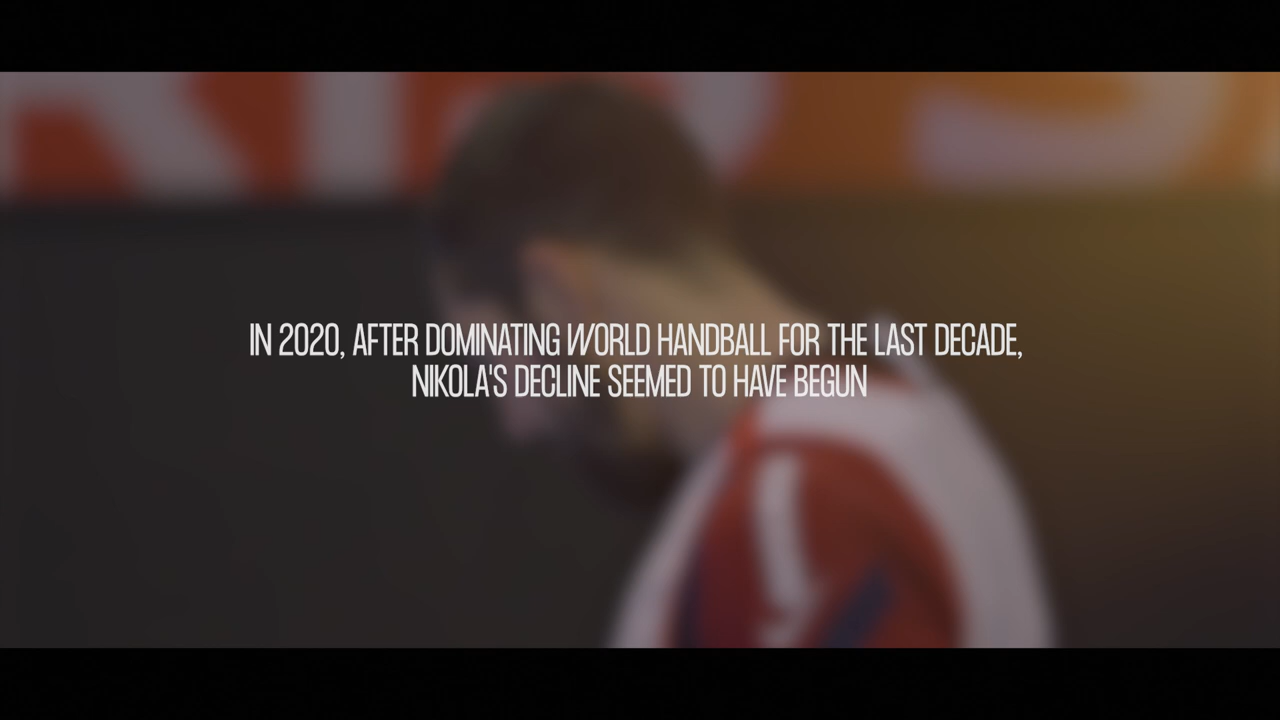 IN 2020, AFTER DOMINATING WORLD HANDBALL FOR THE LAST DECADE,
NIKOLA'S DECLINE SEEMED TO HAVE BEGUN